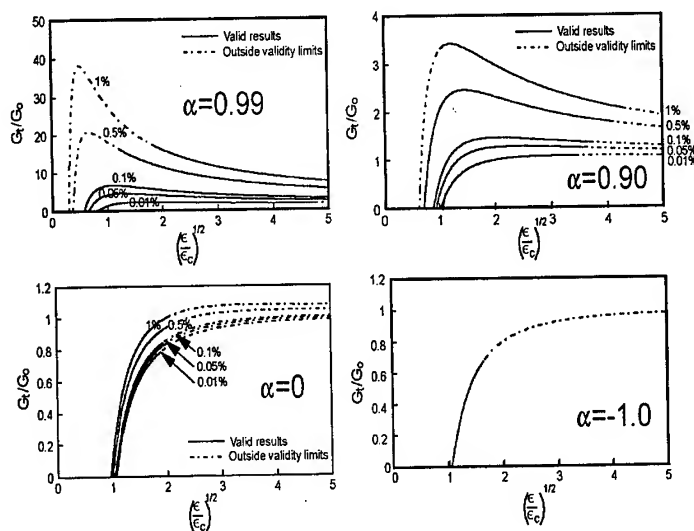 60
50
40
30
20
10
0
Gt/Go
Valid results
Outside validity limits
1%
0.5%
0.1%
0.05%
0.01%
α=0.99
0 1 2 3 4 5
(ε/εc)^1/2
4
3
2
1
0
Gt/Go
Valid results
Outside validity limits
α=0.90
1%
0.5%
0.1%
0.05%
0.01%
0 1 2 3 4 5
(ε/εc)^1/2
1.2
1
0.8
0.6
0.4
0.2
0
Gt/Go
1% 0.5%
0.1%
0.05%
0.01%
α=0
Valid results
Outside validity limits
0 1 2 3 4 5
(ε/εc)^1/2
1.2
1
0.8
0.6
0.4
0.2
0
Gt/Go
α=-1.0
0 1 2 3 4 5
(ε/εc)^1/2